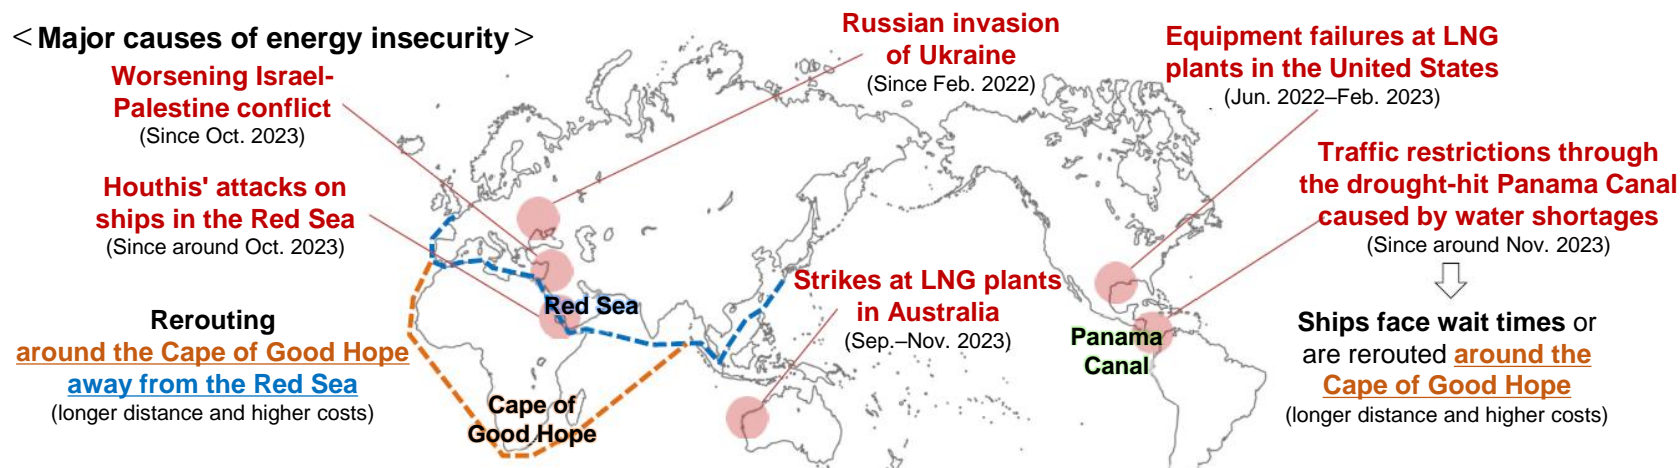 ＜Major causes of energy insecurity＞
Worsening Israel-
Palestine conflict
(Since Oct. 2023)
Houthis' attacks on
ships in the Red Sea
(Since around Oct. 2023)
Rerouting
around the Cape of Good Hope
away from the Red Sea
(longer distance and higher costs)
Russian invasion
of Ukraine
(Since Feb. 2022)
Red Sea
Cape of
Good Hope
Strikes at LNG plants
in Australia
(Sep.–Nov. 2023)
Equipment failures at LNG
plants in the United States
(Jun. 2022–Feb. 2023)
Traffic restrictions through
the drought-hit Panama Canal
caused by water shortages
(Since around Nov. 2023)
Panama
Canal
Ships face wait times or
are rerouted around the
Cape of Good Hope
(longer distance and higher costs)